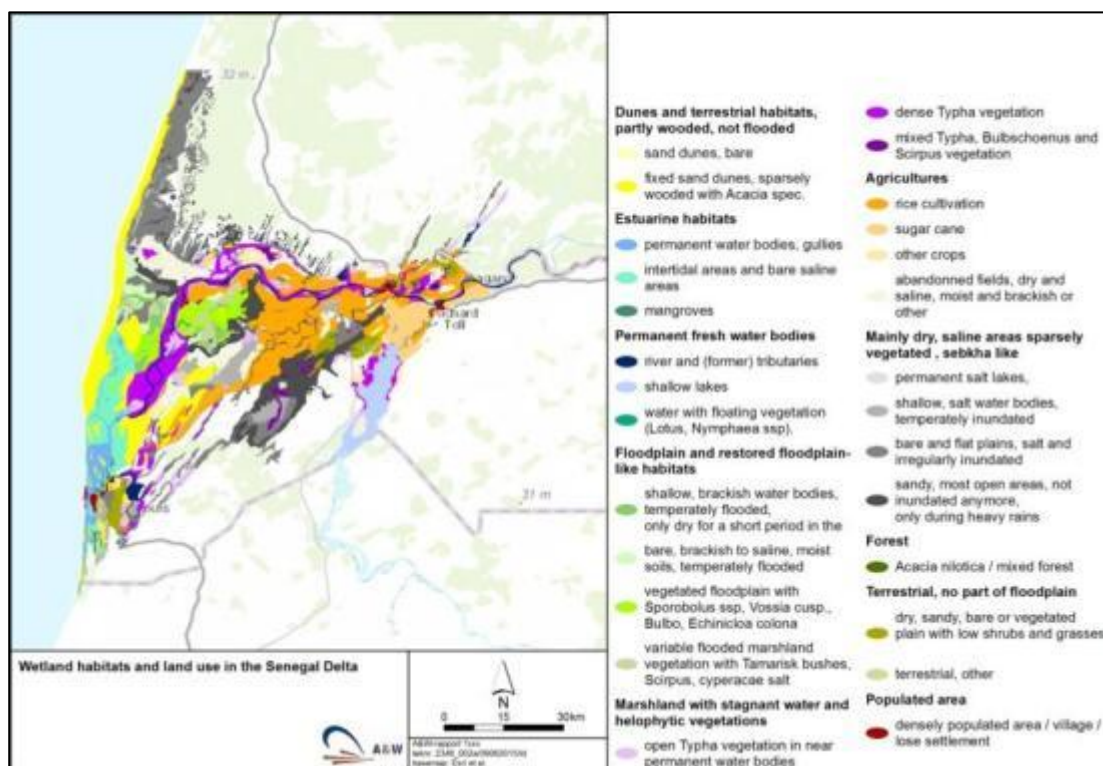 32 m
Richard
Toll
Louis
31 m
Wetland habitats and land use in the Senegal Delta
N
0 15 30km
A&W
Dunes and terrestrial habitats,
partly wooded, not flooded
sand dunes, bare
fixed sand dunes, sparsely
wooded with Acacia spec.
Estuarine habitats
permanent water bodies, gullies
intertidal areas and bare saline
areas
mangroves
Permanent fresh water bodies
river and (former) tributaries
shallow lakes
water with floating vegetation
(Lotus, Nymphaea ssp).
Floodplain and restored floodplain-
like habitats
shallow, brackish water bodies,
temperately flooded,
only dry for a short period in the
bare, brackish to saline, moist
soils, temperately flooded
vegetated floodplain with
Sporobolus ssp, Vossia cusp.,
Bulbo, Echinicloa colona
variable flooded marshland
vegetation with Tamarisk bushes,
Scirpus, cyperacae salt
Marshland with stagnant water and
helophytic vegetations
open Typha vegetation in near
permanent water bodies
dense Typha vegetation
mixed Typha, Bulbschoenus and
Scirpus vegetation
Agricultures
rice cultivation
sugar cane
other crops
abandonned fields, dry and
saline, moist and brackish or
other
Mainly dry, saline areas sparsely
vegetated , sebkha like
permanent salt lakes,
shallow, salt water bodies,
temperately inundated
bare and flat plains, salt and
irregularly inundated
sandy, most open areas, not
inundated anymore,
only during heavy rains
Forest
Acacia nilotica / mixed forest
Terrestrial, no part of floodplain
dry, sandy, bare or vegetated
plain with low shrubs and grasses
terrestrial, other
Populated area
densely populated area / village /
lose settlement